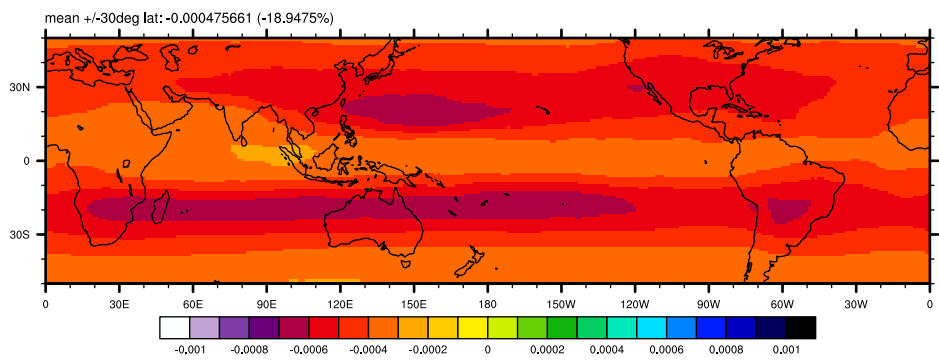 mean +/-30deg lat: -0.000475661 (-18.9475%)
30N
0
30S
0 30E 60E 90E 120E 150E 180 150W 120W 90W 60W 30W 0
-0.001 -0.0008 -0.0006 -0.0004 -0.0002 0 0.0002 0.0004 0.0006 0.0008 0.001